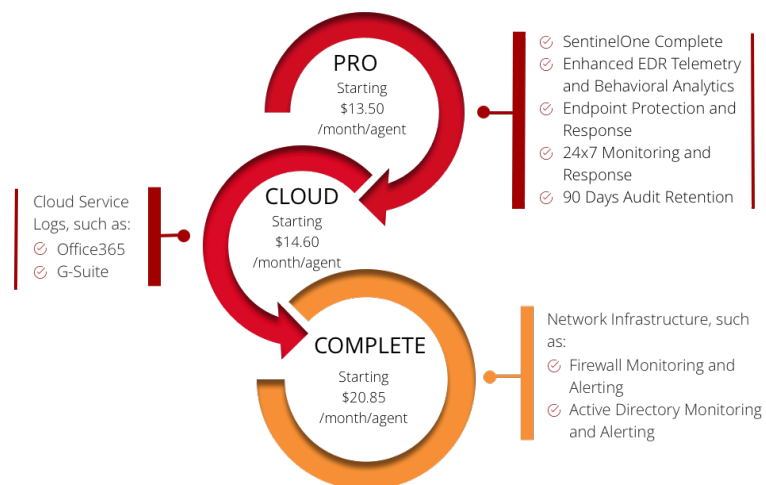 PRO
Starting
$13.50
/month/agent
SentinelOne Complete
Enhanced EDR Telemetry
and Behavioral Analytics
Endpoint Protection and
Response
24x7 Monitoring and
Response
90 Days Audit Retention
CLOUD
Starting
$14.60
/month/agent
Cloud Service
Logs, such as:
Office365
G-Suite
COMPLETE
Starting
$20.85
/month/agent
Network Infrastructure, such
as:
Firewall Monitoring and
Alerting
Active Directory Monitoring
and Alerting